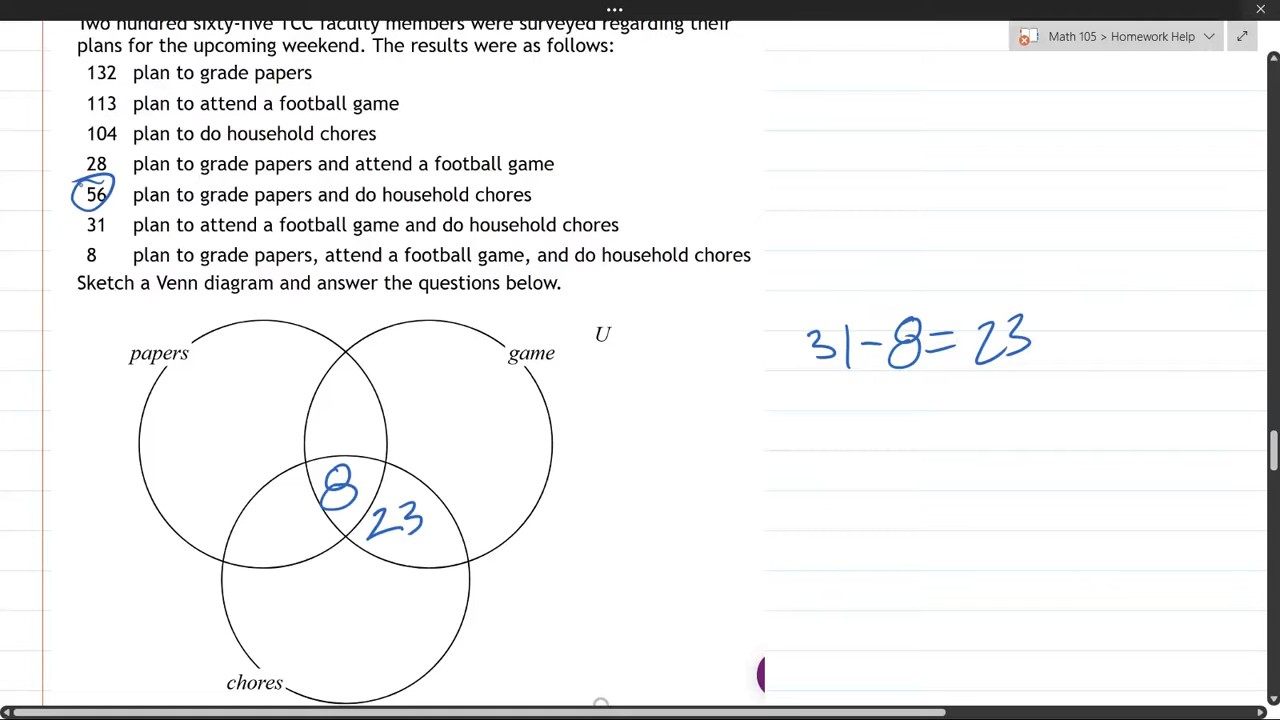 Two hundred sixty-five TCC faculty members were surveyed regarding their
plans for the upcoming weekend. The results were as follows:
132 plan to grade papers
113 plan to attend a football game
104 plan to do household chores
28 plan to grade papers and attend a football game
56 plan to grade papers and do household chores
31 plan to attend a football game and do household chores
8 plan to grade papers, attend a football game, and do household chores
Sketch a Venn diagram and answer the questions below.
papers
game
U
8
23
chores
Math 105 > Homework Help
31-8=23